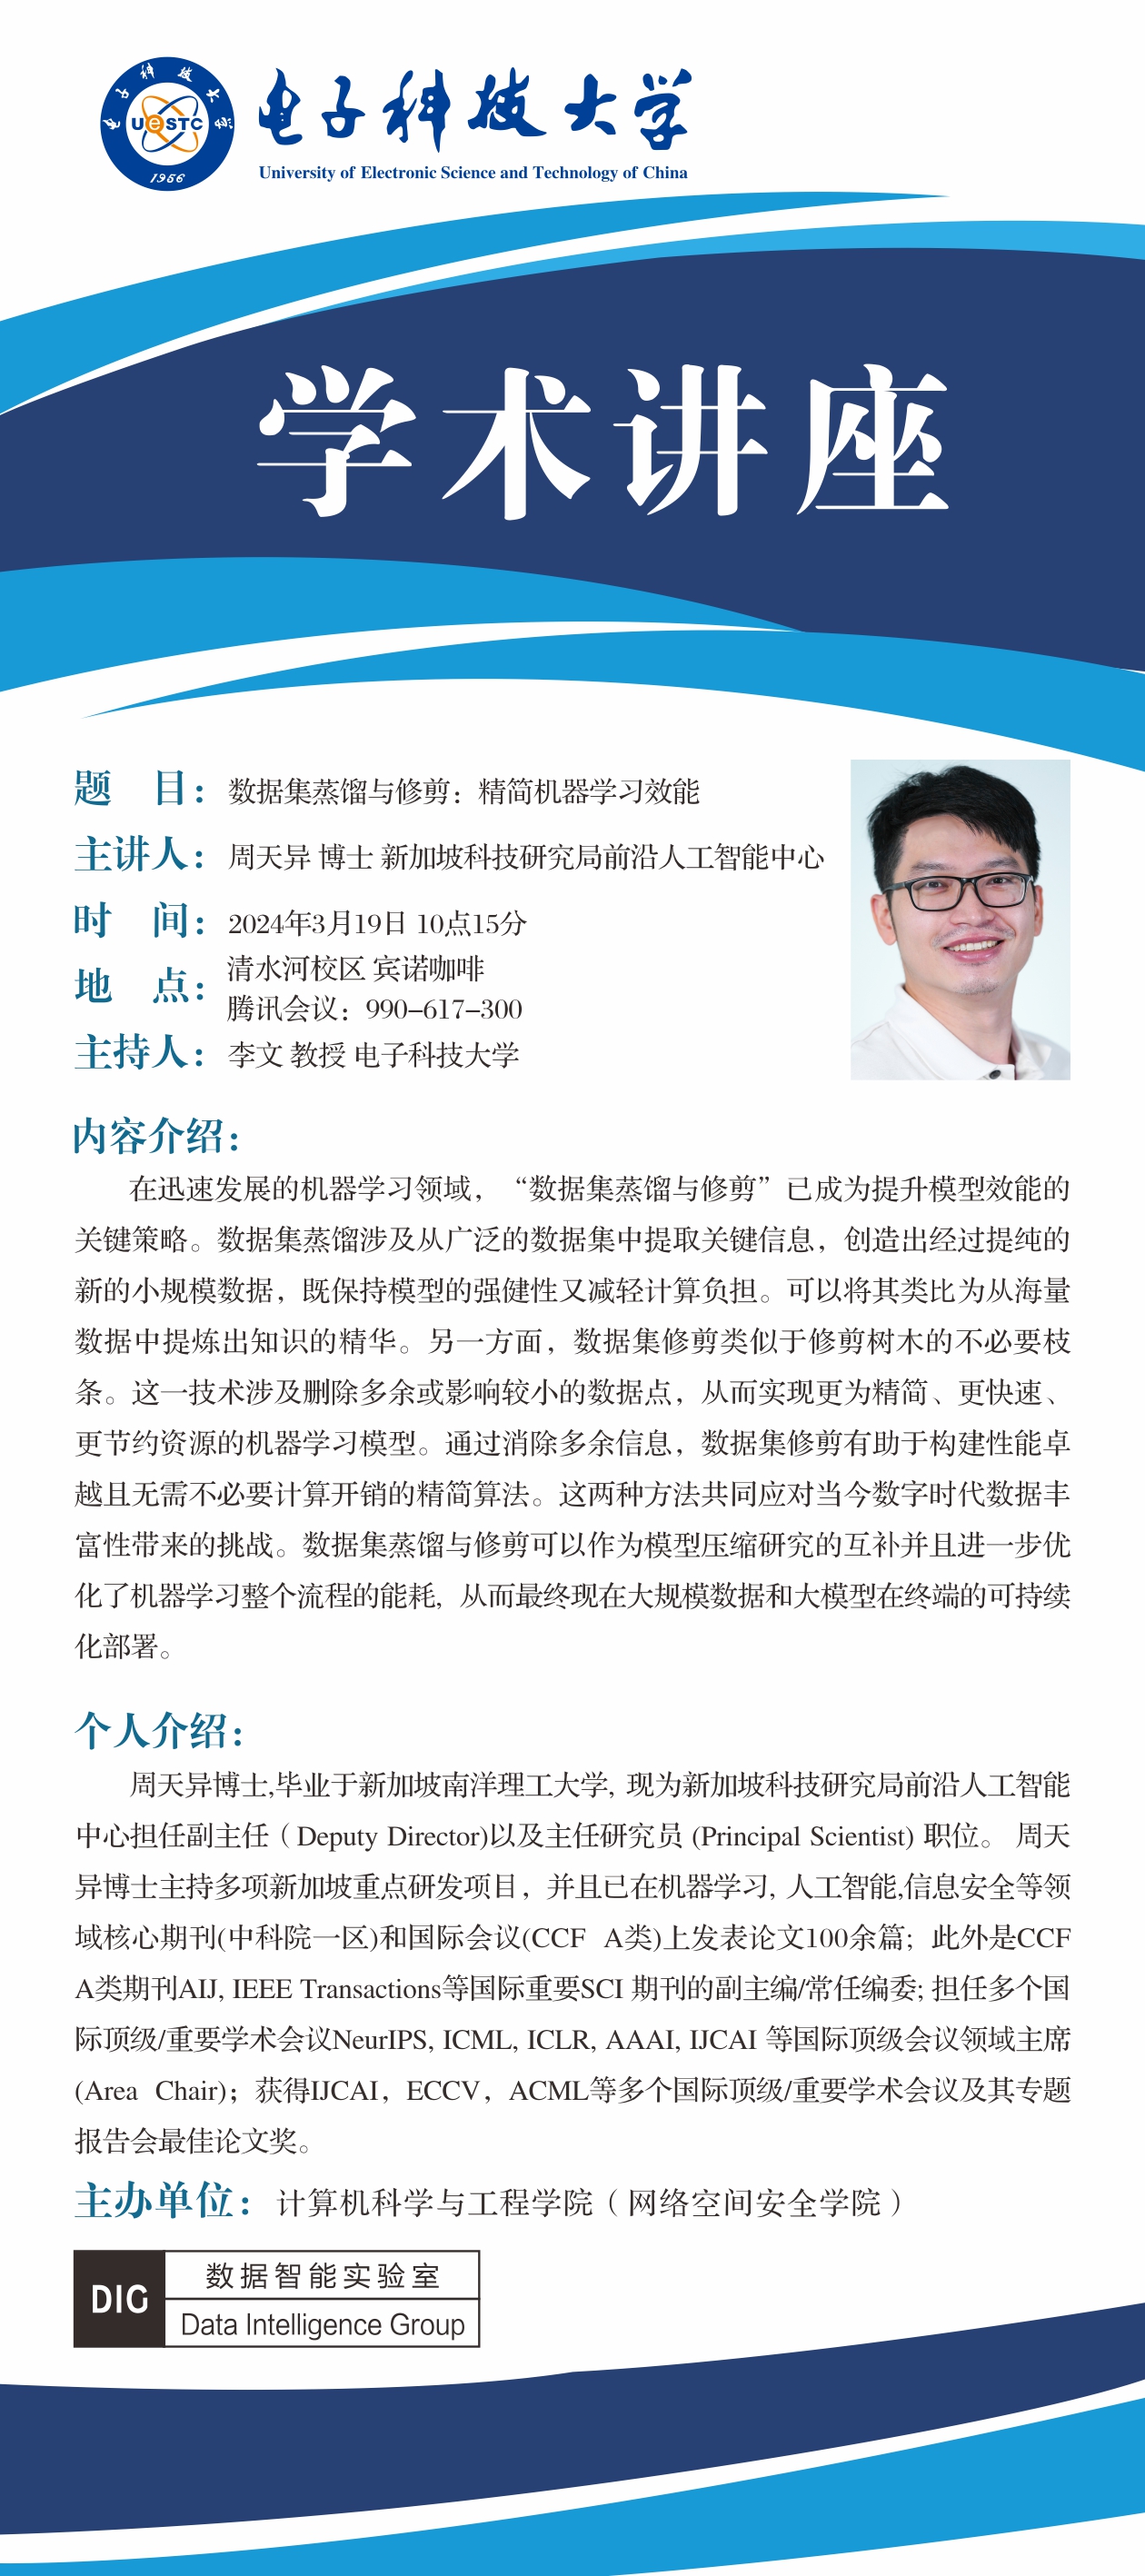 电子科技大学
UeSTC
1956
电子科技大学
University of Electronic Science and Technology of China
学术讲座
题 目：数据集蒸馏与修剪：精简机器学习效能
主讲人：周天异 博士 新加坡科技研究局前沿人工智能中心
时 间：2024年3月19日 10点15分
地 点：清水河校区 宾诺咖啡
腾讯会议：990-617-300
主持人：李文 教授 电子科技大学
内容介绍：
在迅速发展的机器学习领域，“数据集蒸馏与修剪”已成为提升模型效能的
关键策略。数据集蒸馏涉及从广泛的数据集中提取关键信息，创造出经过提纯的
新的小规模数据，既保持模型的强健性又减轻计算负担。可以将其类比为从海量
数据中提炼出知识的精华。另一方面，数据集修剪类似于修剪树木的不必要枝
条。这一技术涉及删除多余或影响较小的数据点，从而实现更为精简、更快速、
更节约资源的机器学习模型。通过消除多余信息，数据集修剪有助于构建性能卓
越且无需不必要计算开销的精简算法。这两种方法共同应对当今数字时代数据丰
富性带来的挑战。数据集蒸馏与修剪可以作为模型压缩研究的互补并且进一步优
化了机器学习整个流程的能耗，从而最终现在大规模数据和大模型在终端的可持续
化部署。
个人介绍：
周天异博士,毕业于新加坡南洋理工大学, 现为新加坡科技研究局前沿人工智能
中心担任副主任（Deputy Director)以及主任研究员 (Principal Scientist) 职位。 周天
异博士主持多项新加坡重点研发项目，并且已在机器学习, 人工智能,信息安全等领
域核心期刊(中科院一区)和国际会议(CCF A类)上发表论文100余篇; 此外是CCF
A类期刊AIJ, IEEE Transactions等国际重要SCI 期刊的副主编/常任编委; 担任多个国
际顶级/重要学术会议NeurIPS, ICML, ICLR, AAAI, IJCAI 等国际顶级会议领域主席
(Area Chair)；获得IJCAI，ECCV，ACML等多个国际顶级/重要学术会议及其专题
报告会最佳论文奖。
主办单位：计算机科学与工程学院（网络空间安全学院）
DIG
数据智能实验室
Data Intelligence Group